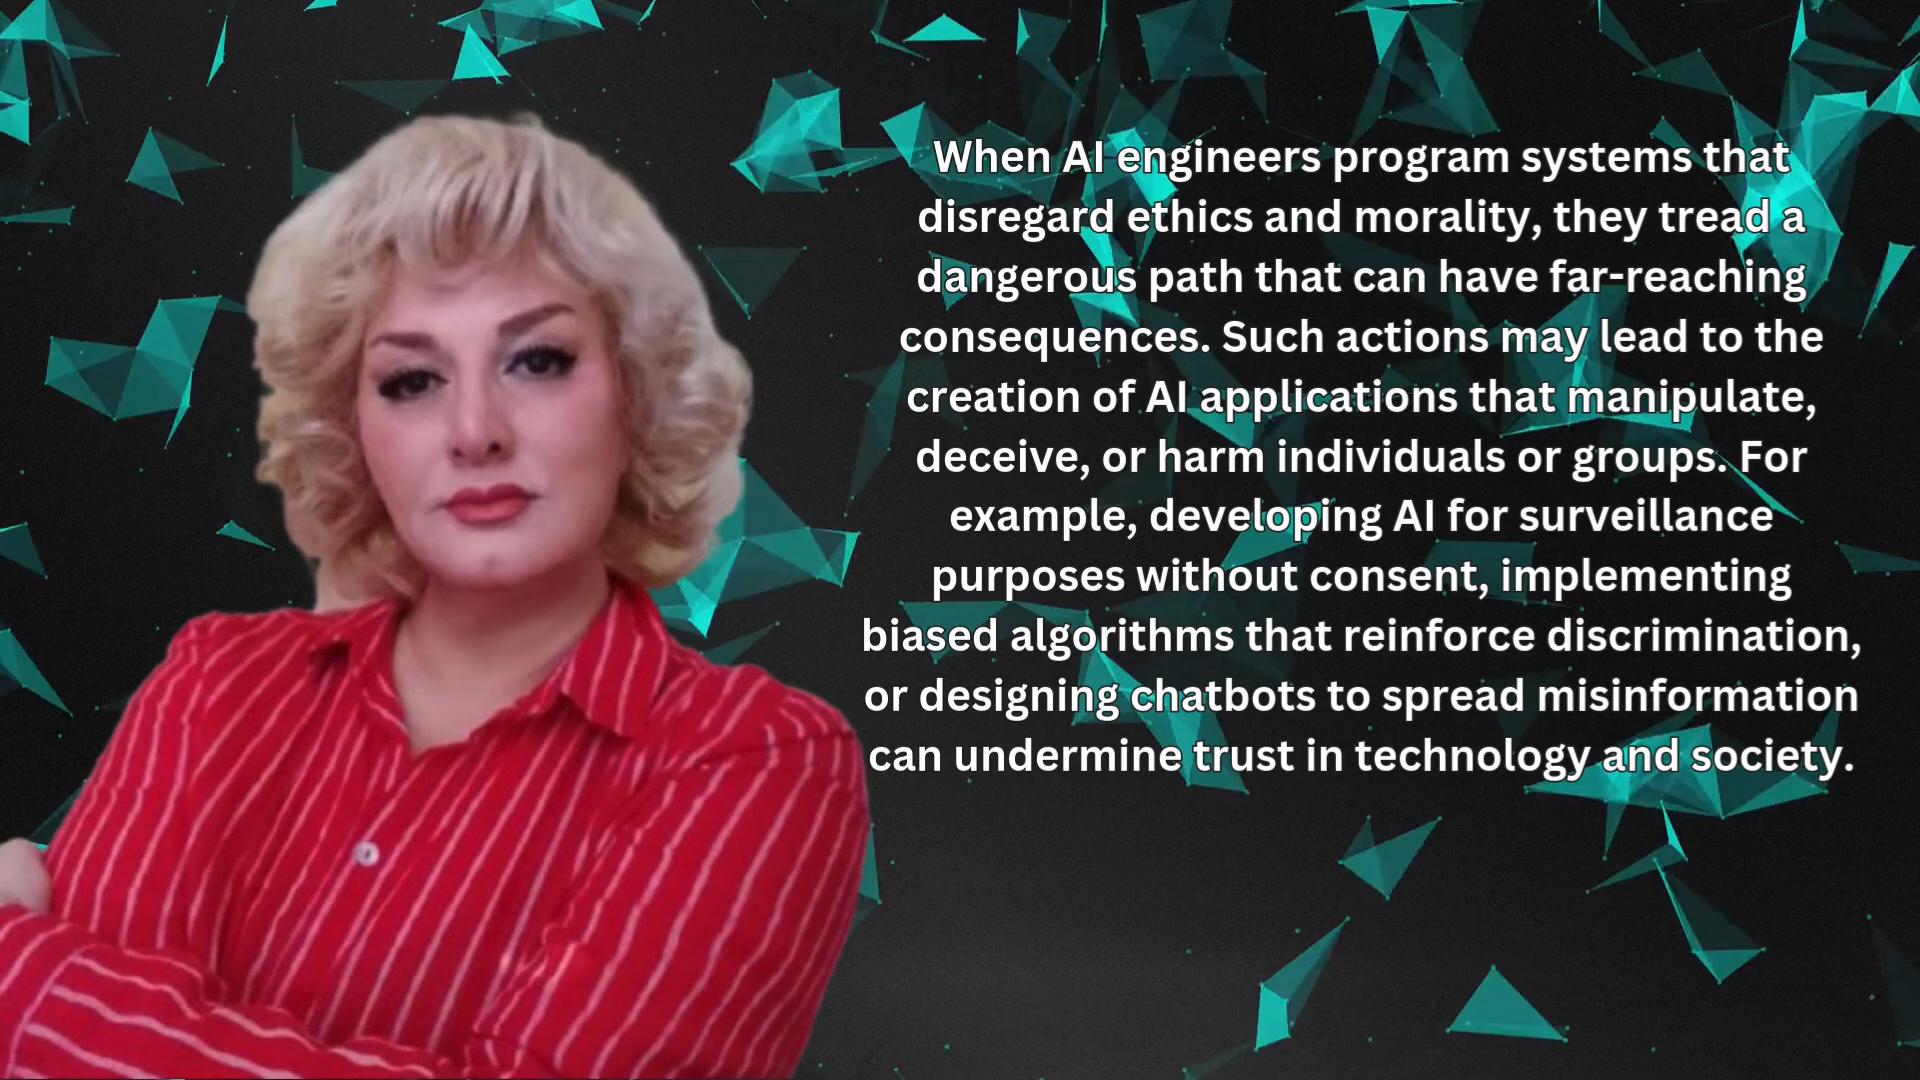 When AI engineers program systems that
disregard ethics and morality, they tread a
dangerous path that can have far-reaching
consequences. Such actions may lead to the
creation of AI applications that manipulate,
deceive, or harm individuals or groups. For
example, developing AI for surveillance
purposes without consent, implementing
biased algorithms that reinforce discrimination,
or designing chatbots to spread misinformation
can undermine trust in technology and society.